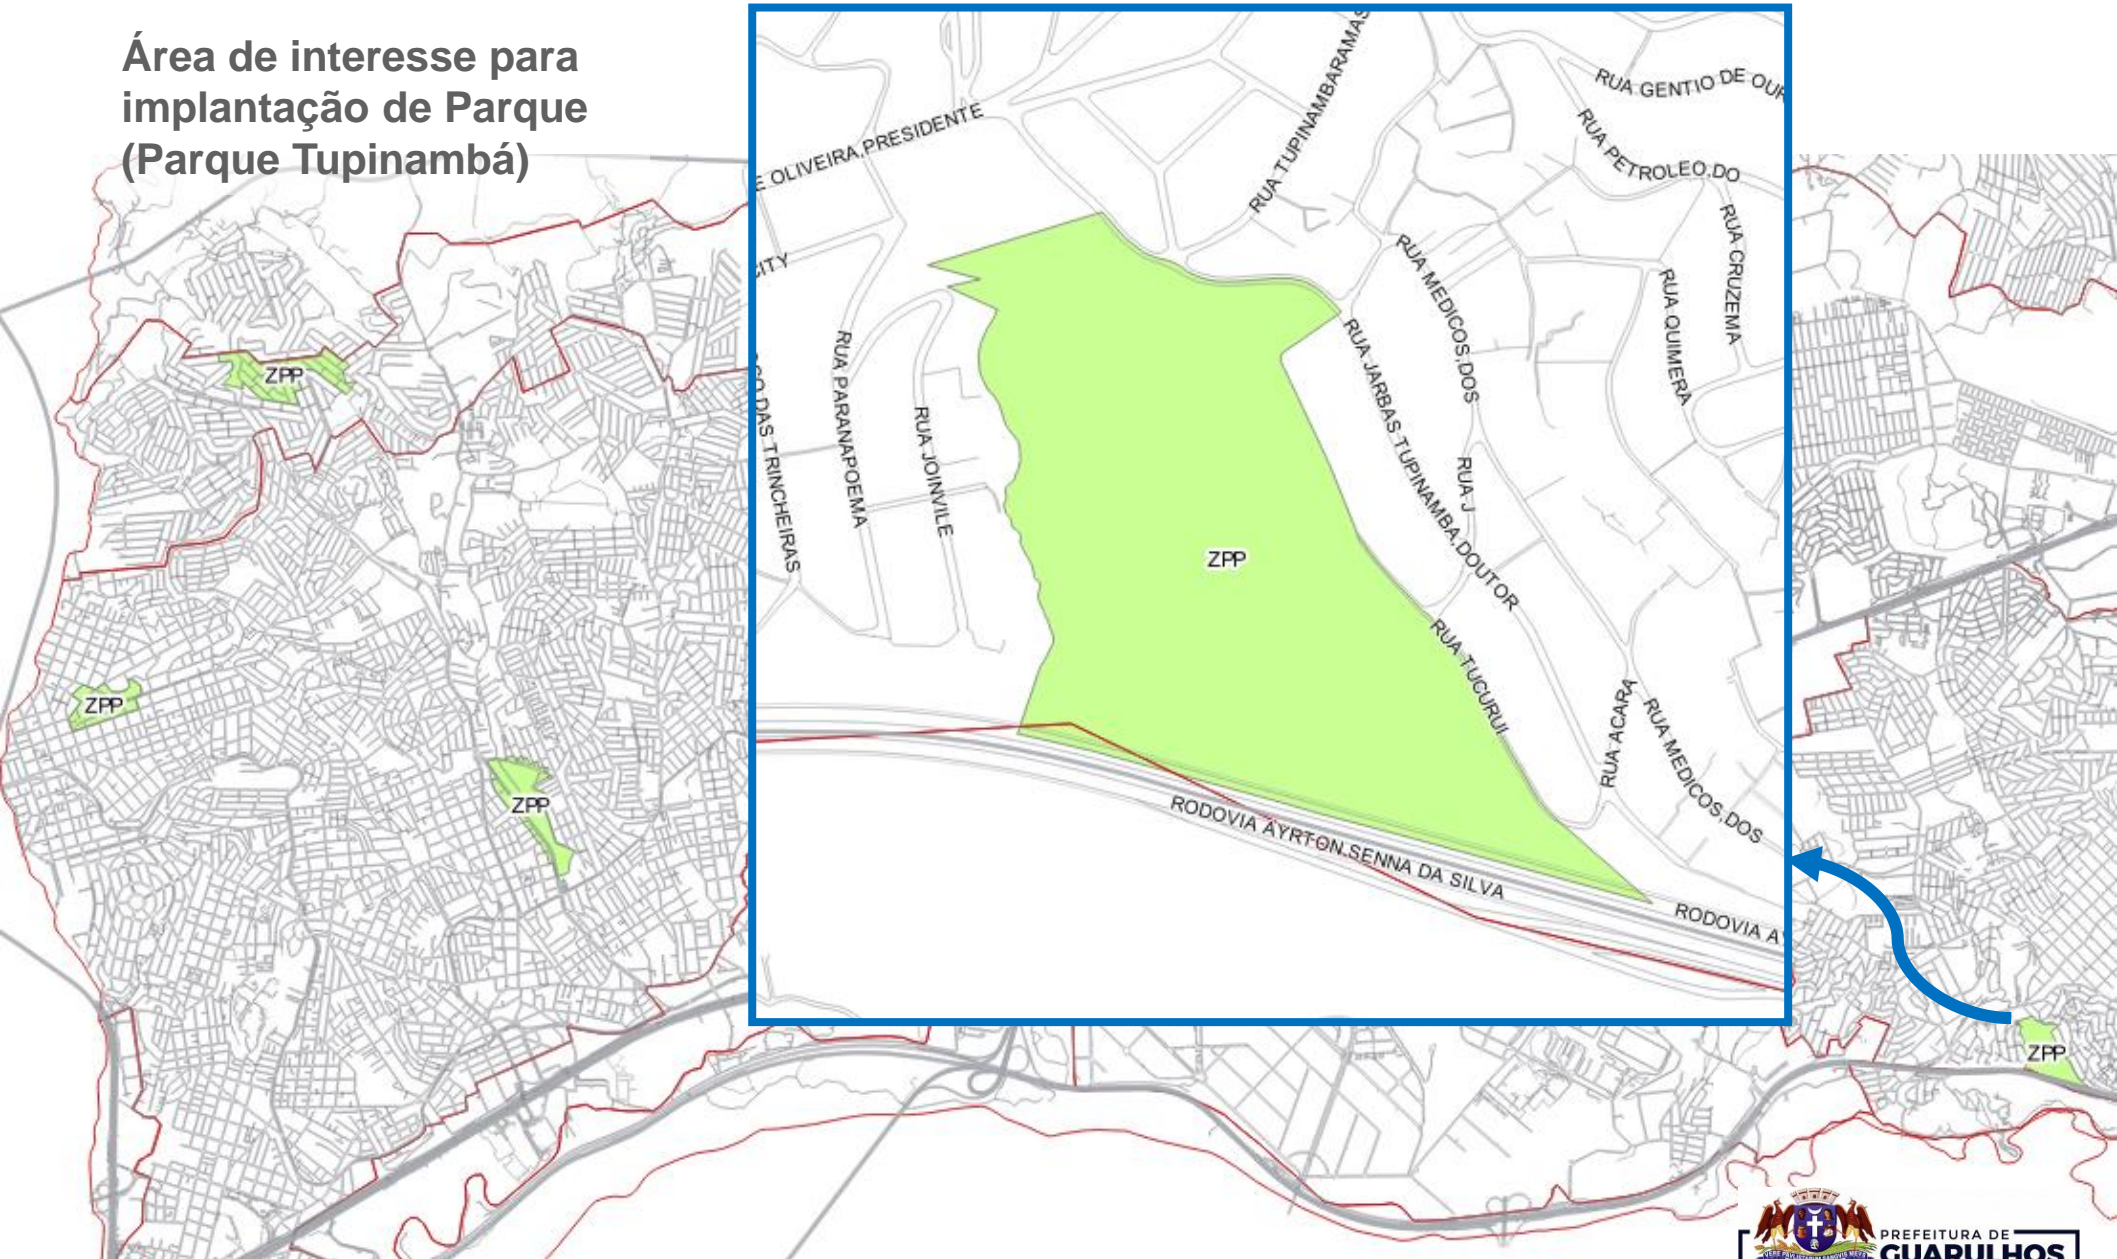 Área de interesse para
implantação de Parque
(Parque Tupinambá)
E OLIVEIRA,PRESIDENTE
RUA TUPINAMBARAMAS
RUA GENTIO DE OUR
RUA PETROLEO,DO
RUA CRUZEMA
RUA QUIMERA
CITY
RUA MEDICOS,DOS
RUA JARBAS TUPINAMBA,DOUTOR
RUA J
RUA PARANAPOEMA
RUA JOINVILE
DAS TRINCHEIRAS
ZPP
RUA TUCURUI
RUA ACARA
RUA MEDICOS,DOS
RODOVIA AYRTON SENNA DA SILVA
RODOVIA AY
ZPP
ZPP
ZPP
ZPP
PREFEITURA DE
GUARULHOS